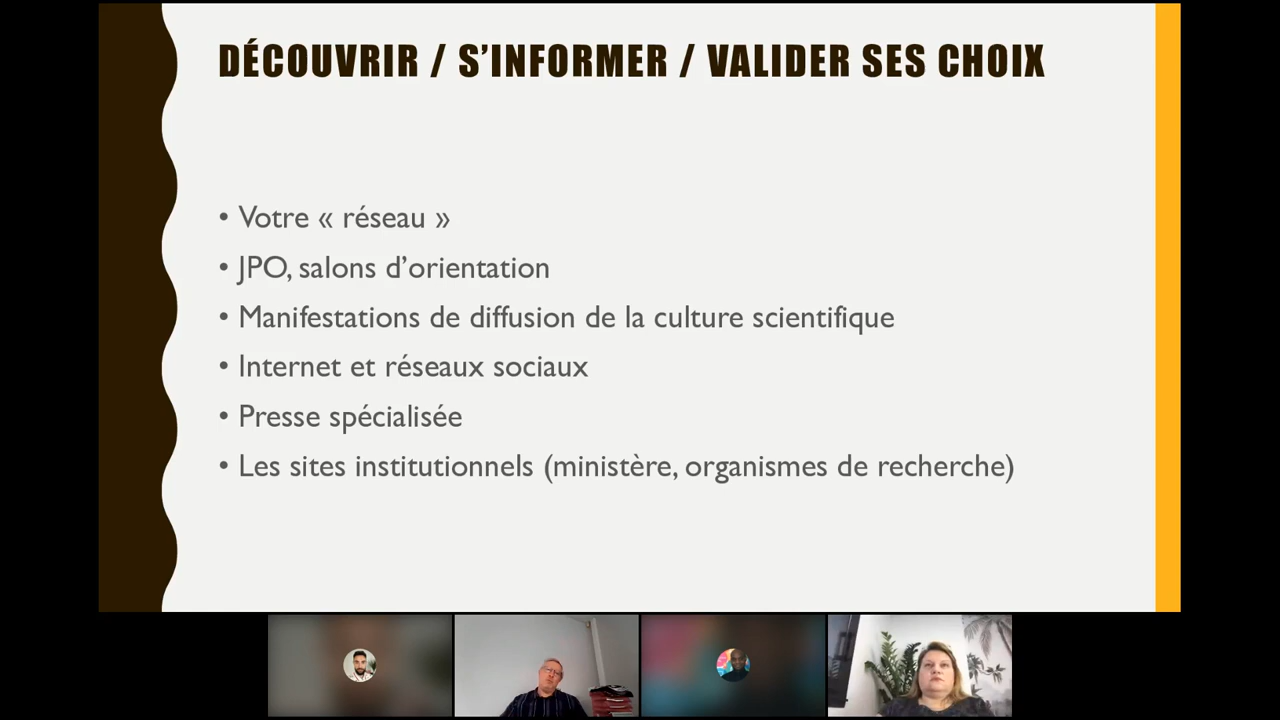 DÉCOUVRIR / S’INFORMER / VALIDER SES CHOIX
• Votre « réseau »
• JPO, salons d’orientation
• Manifestations de diffusion de la culture scientifique
• Internet et réseaux sociaux
• Presse spécialisée
• Les sites institutionnels (ministère, organismes de recherche)